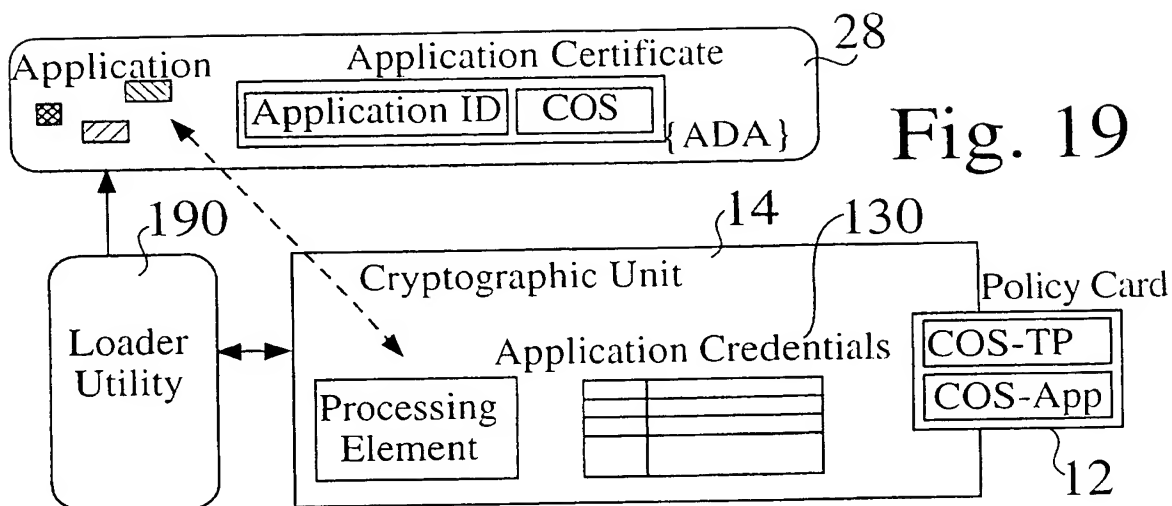 28
Application
Application Certificate
Application ID
COS
{ADA}
Fig. 19
190
14
130
Cryptographic Unit
Policy Card
Loader
Utility
Application Credentials
COS-TP
COS-App
Processing
Element
12